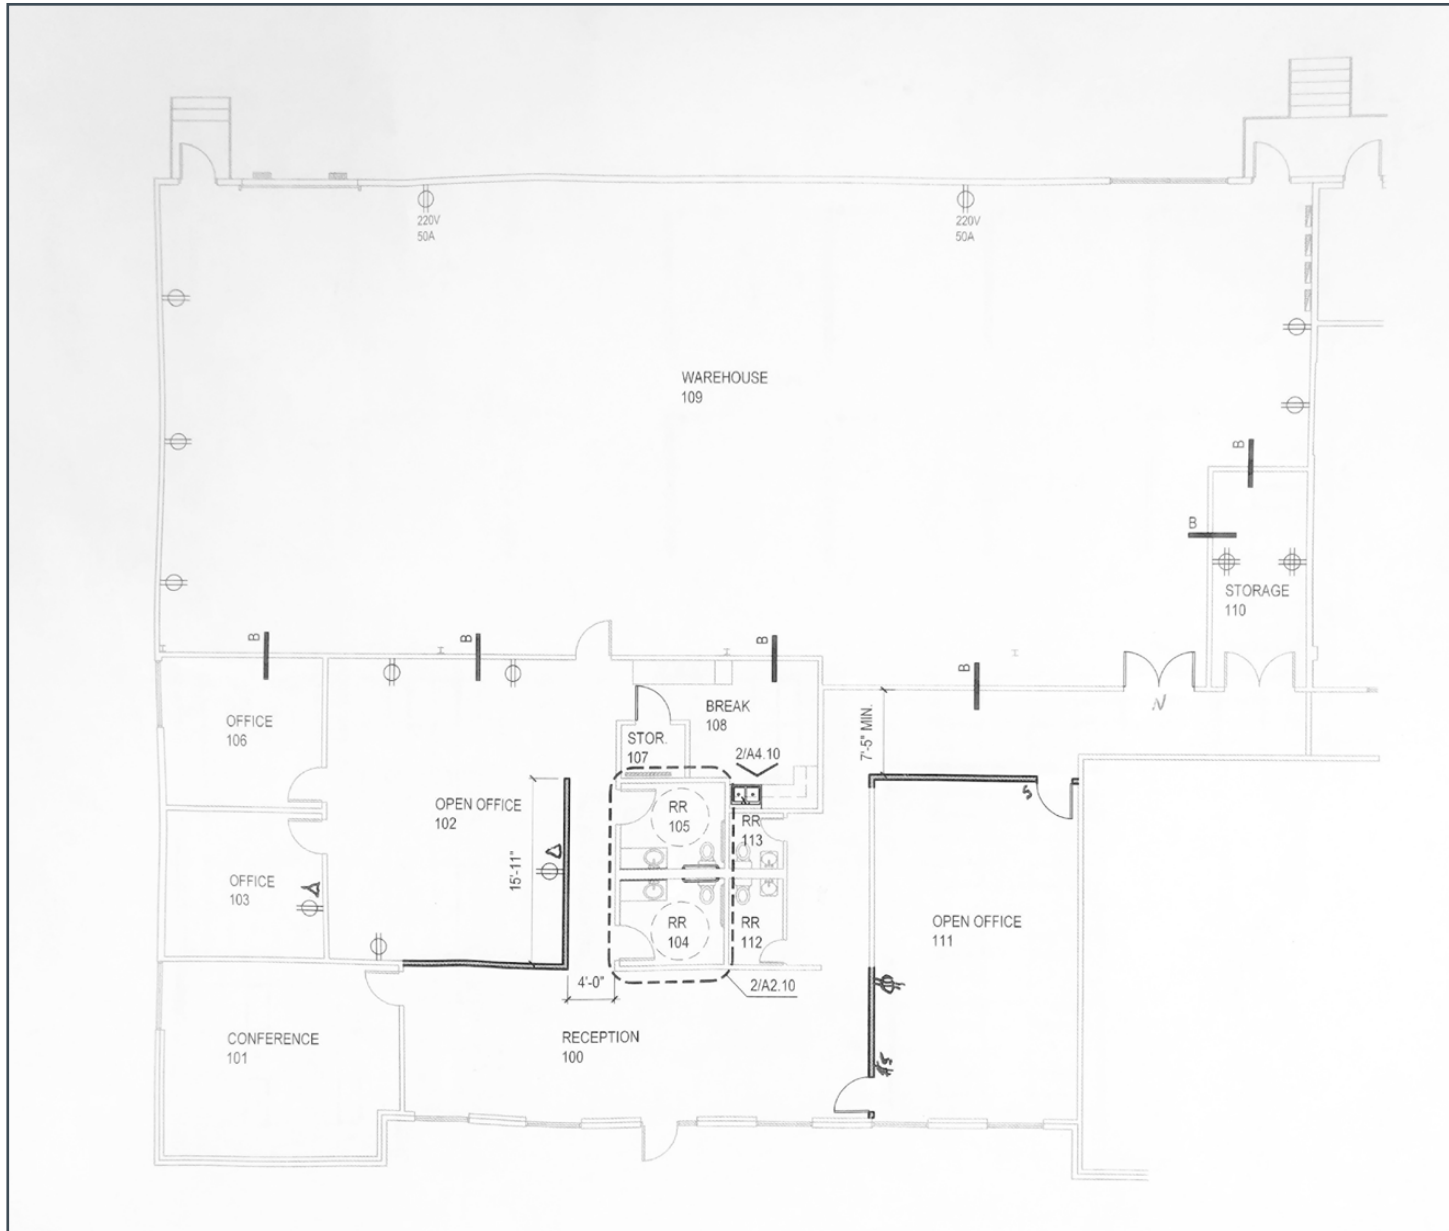 220V
50A
220V
50A
WAREHOUSE
109
B
B
STORAGE
110
B
B
B
B
OFFICE
106
BREAK
108
7'-5" MIN.
N
STOR.
107
2/A4.10
OPEN OFFICE
102
RR
105
RR
113
S
15'-11"
OFFICE
103
RR
104
RR
112
OPEN OFFICE
111
4'-0"
2/A2.10
CONFERENCE
101
RECEPTION
100